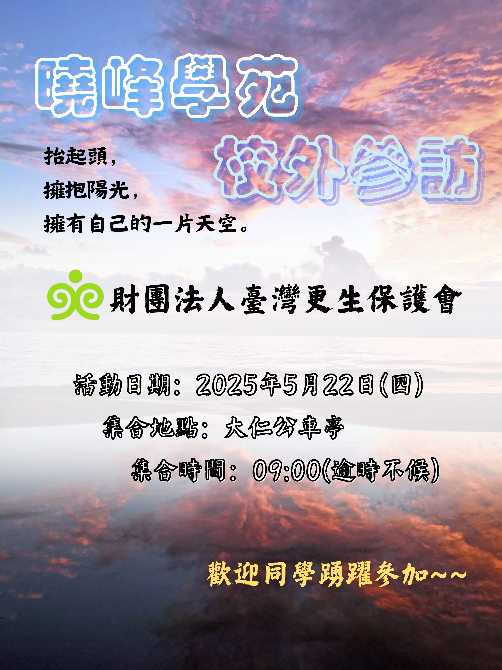 曉峰學苑
校外參訪
抬起頭，
擁抱陽光，
擁有自己的一片天空。
財團法人臺灣更生保護會
活動日期：2025年5月22日(四)
集合地點：大仁公車亭
集合時間：09:00(逾時不候)
歡迎同學踴躍參加~~